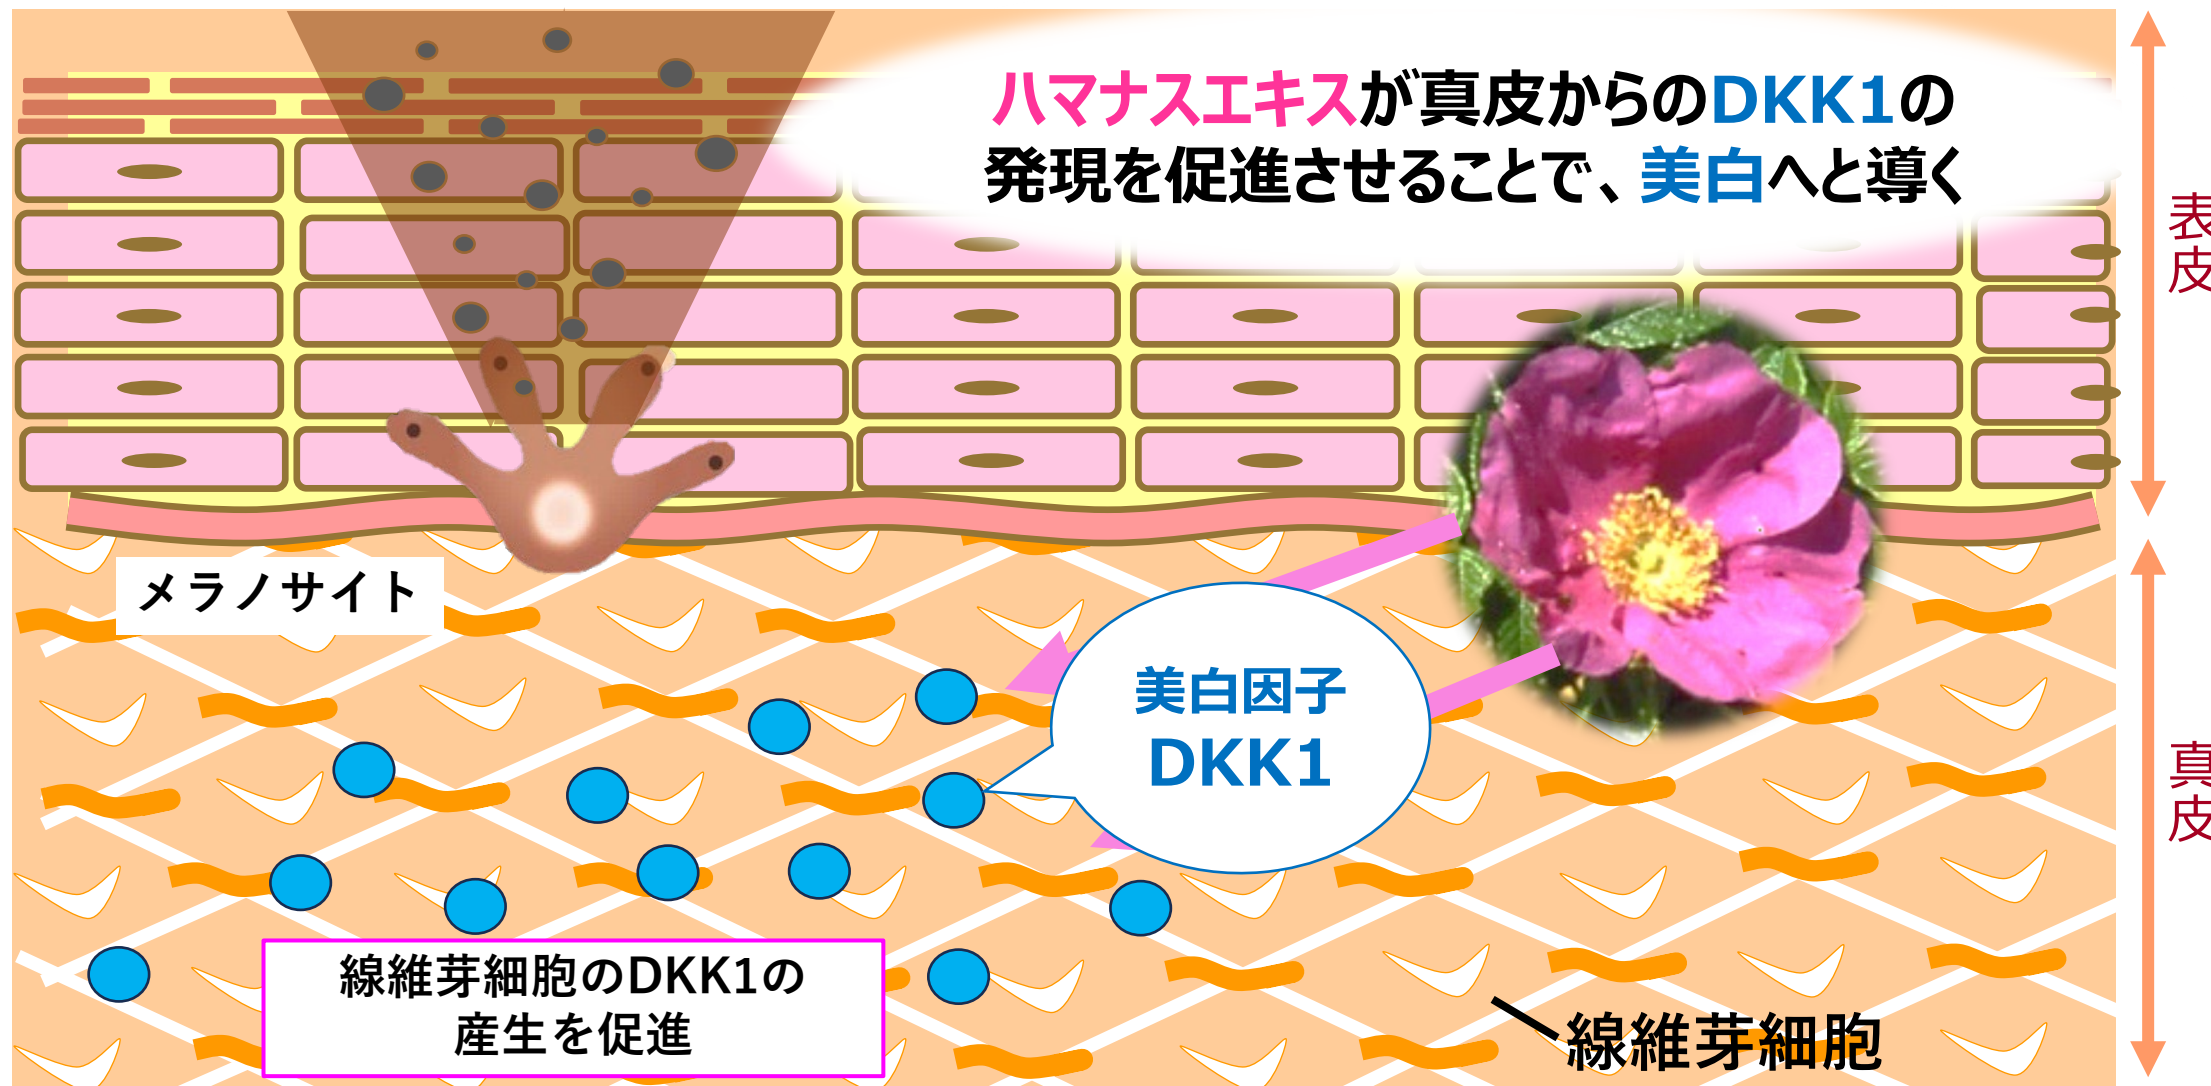 ハマナスエキスが真皮からのDKK1の
発現を促進させることで、美白へと導く
表皮
メラノサイト
美白因子
DKK1
真皮
線維芽細胞のDKK1の
産生を促進
線維芽細胞